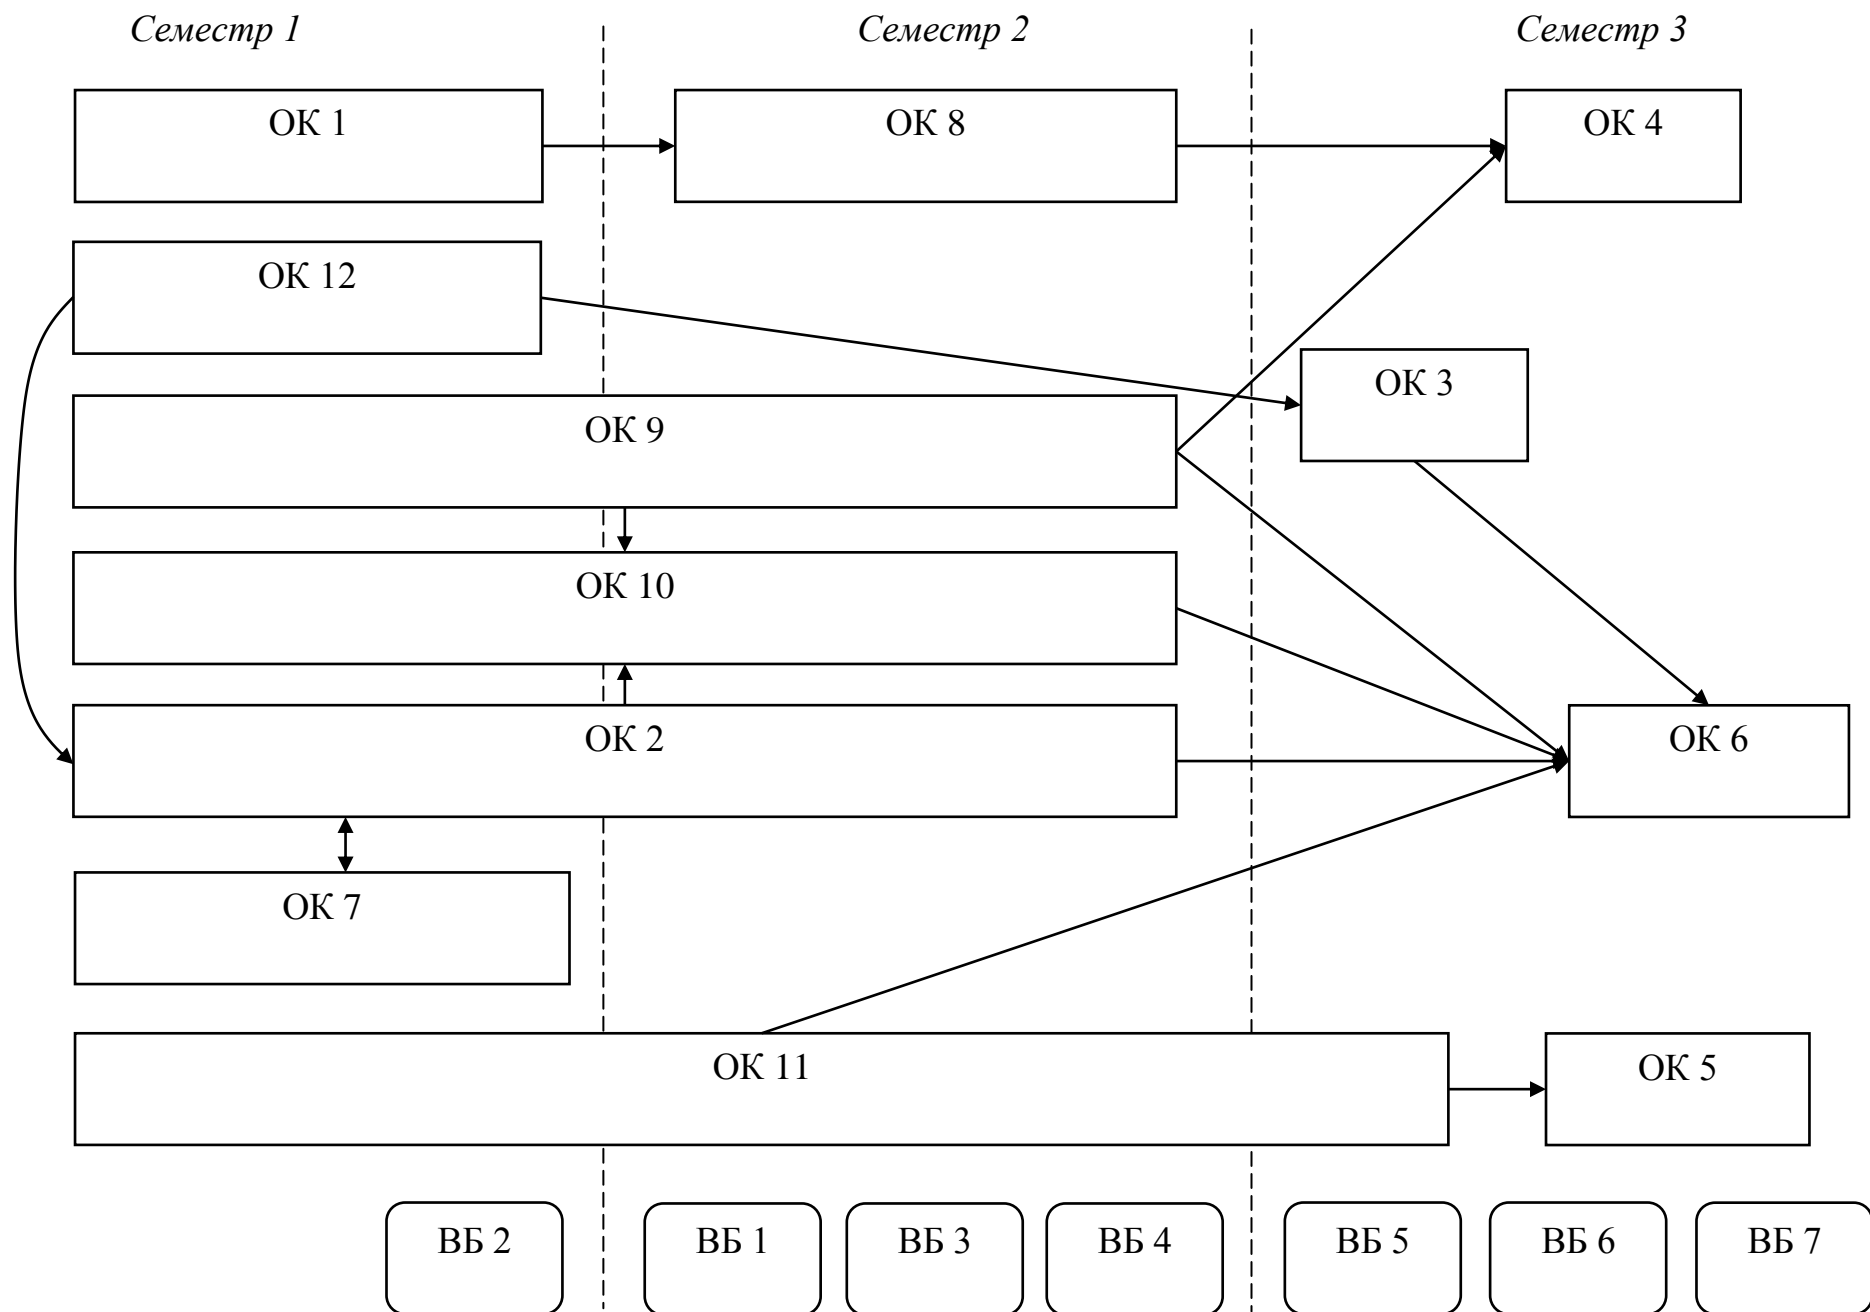 Семестр 1
Семестр 2
Семестр 3
ОК 1
ОК 8
ОК 4
ОК 12
ОК 3
ОК 9
ОК 10
ОК 2
ОК 6
ОК 7
ОК 11
ОК 5
ВБ 2
ВБ 1
ВБ 3
ВБ 4
ВБ 5
ВБ 6
ВБ 7